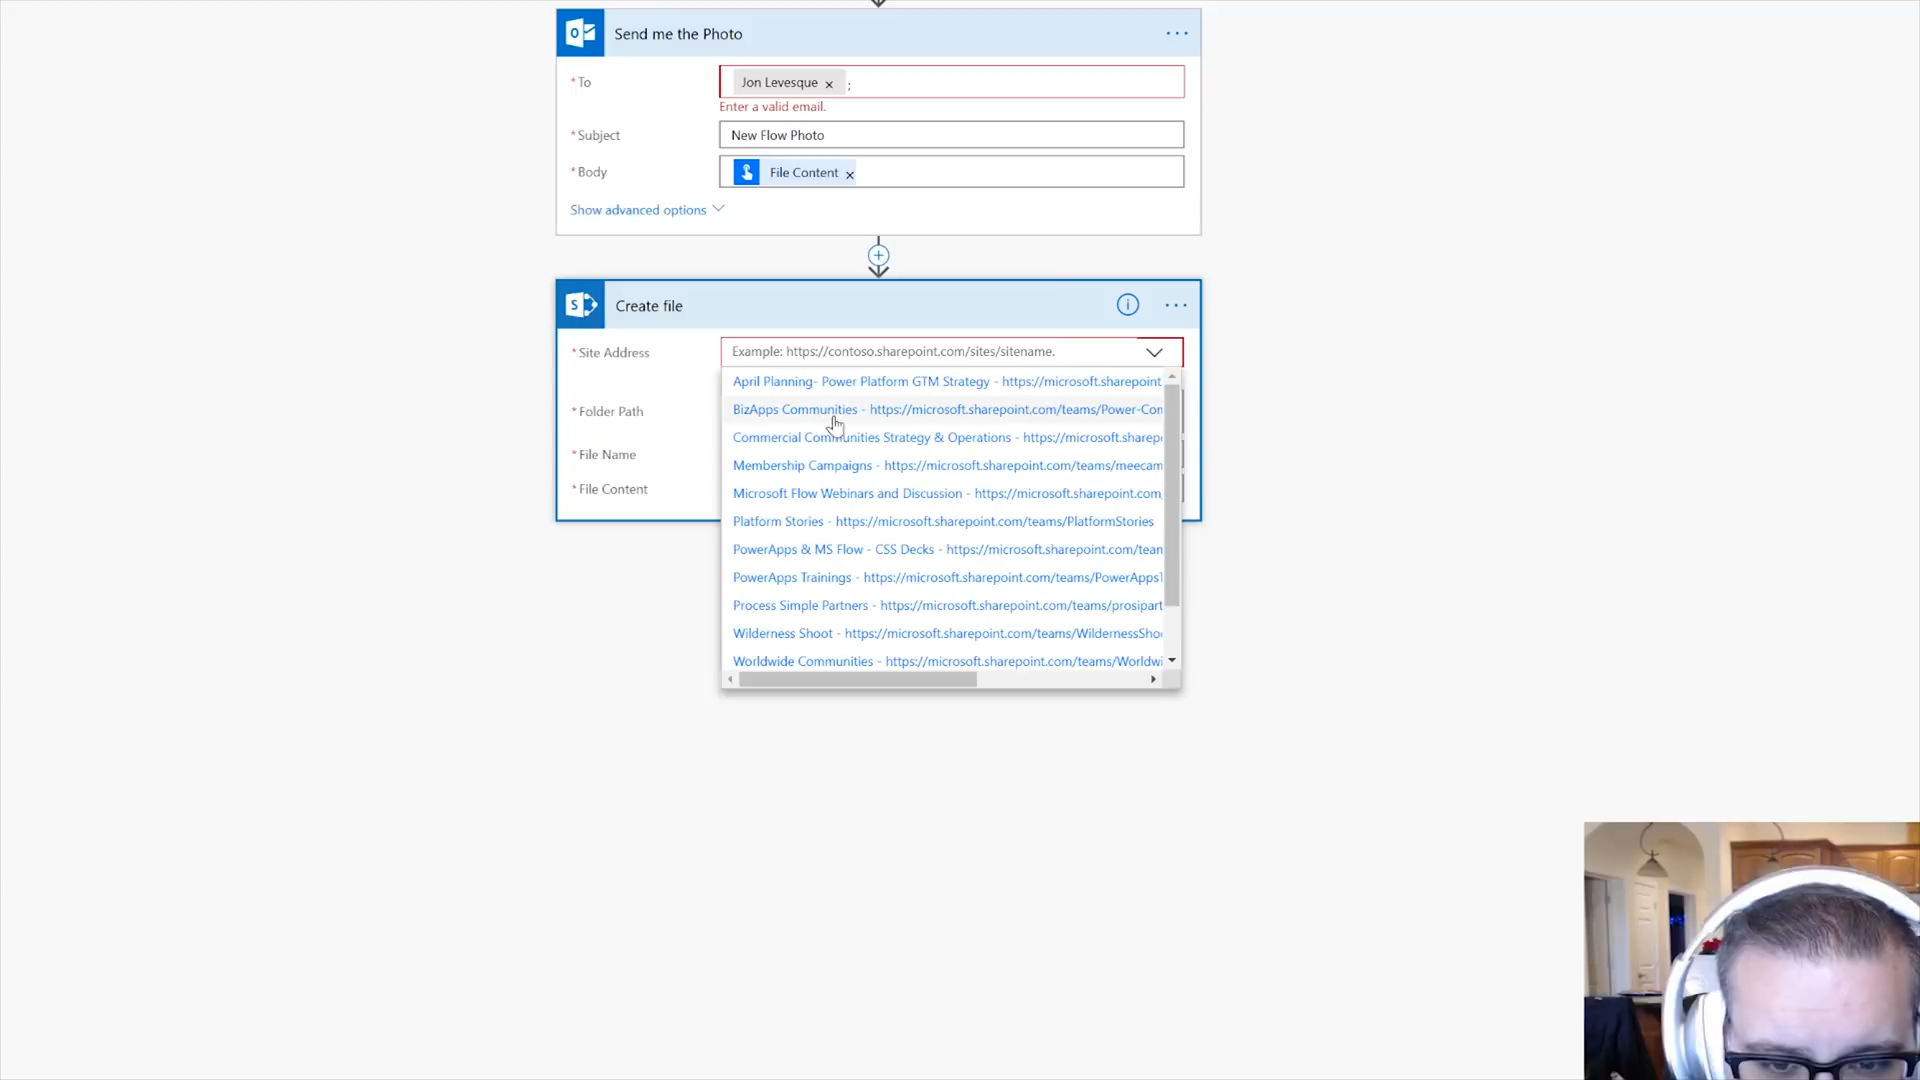 Send me the Photo
* To
Jon Levesque × ;
Enter a valid email.
* Subject
New Flow Photo
* Body
File Content ×
Show advanced options
Create file
* Site Address
Example: https://contoso.sharepoint.com/sites/sitename.
* Folder Path
* File Name
* File Content
April Planning- Power Platform GTM Strategy - https://microsoft.sharepoint
BizApps Communities - https://microsoft.sharepoint.com/teams/Power-Com
Commercial Communities Strategy & Operations - https://microsoft.sharep
Membership Campaigns - https://microsoft.sharepoint.com/teams/meecam
Microsoft Flow Webinars and Discussion - https://microsoft.sharepoint.com,
Platform Stories - https://microsoft.sharepoint.com/teams/PlatformStories
PowerApps & MS Flow - CSS Decks - https://microsoft.sharepoint.com/tean
PowerApps Trainings - https://microsoft.sharepoint.com/teams/PowerAppsT
Process Simple Partners - https://microsoft.sharepoint.com/teams/prosipart
Wilderness Shoot - https://microsoft.sharepoint.com/teams/WildernessShoo
Worldwide Communities - https://microsoft.sharepoint.com/teams/Worldwi